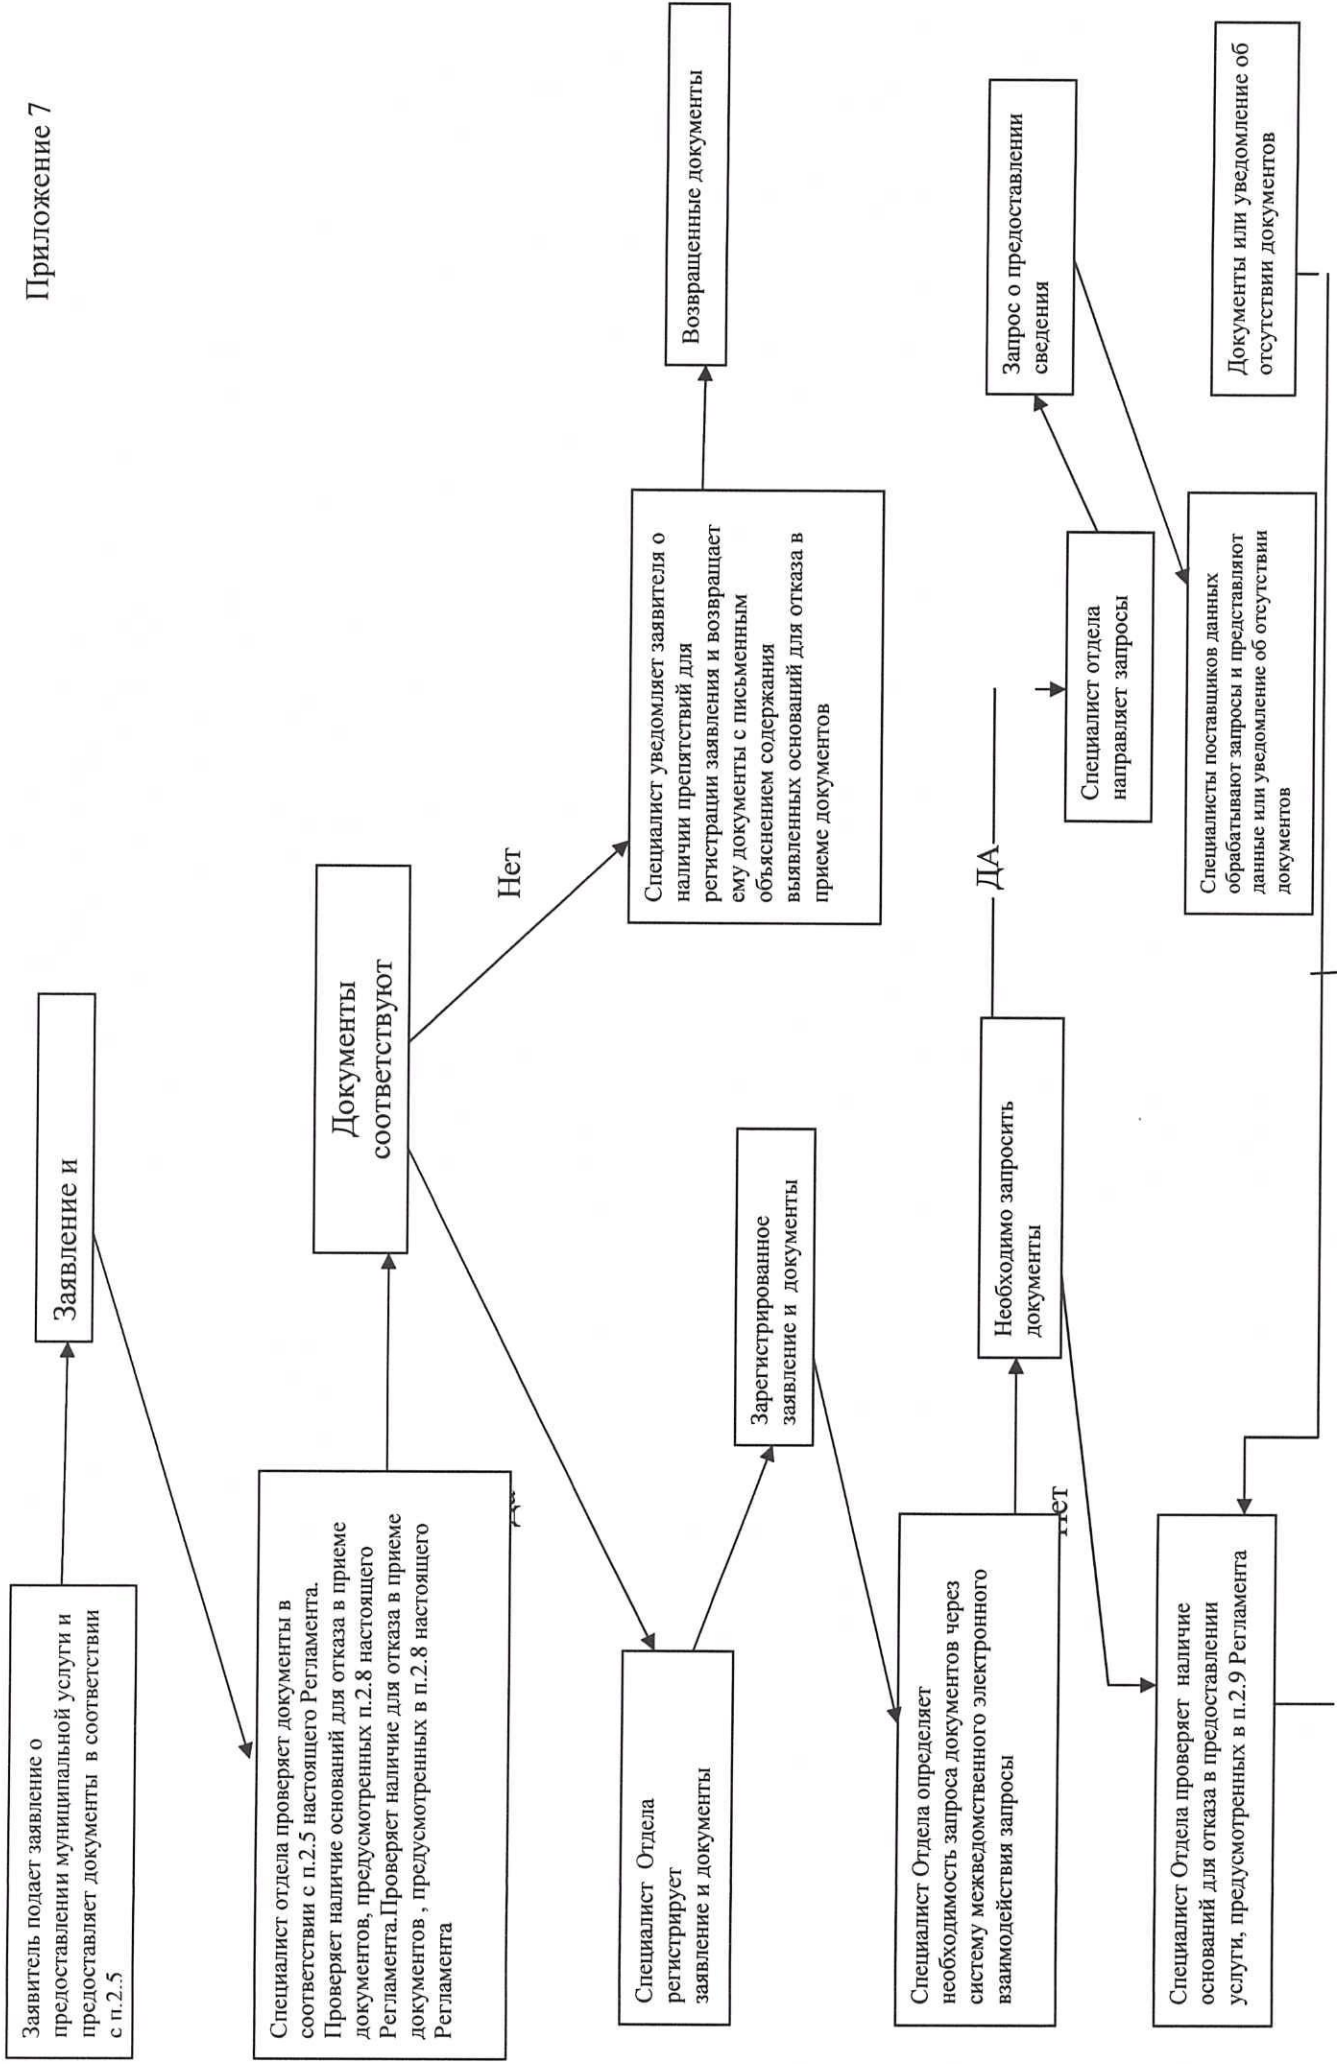 Приложение 7
Заявитель подает заявление о
предоставлении муниципальной услуги и
предоставляет документы в соответствии
с п.2.5
Заявление и
Специалист отдела проверяет документы в
соответствии с п.2.5 настоящего Регламента.
Проверяет наличие оснований для отказа в приеме
документов, предусмотренных п.2.8 настоящего
Регламента.Проверяет наличие для отказа в приеме
документов , предусмотренных в п.2.8 настоящего
Регламента
Документы
соответствуют
Нет
Специалист Отдела
регистрирует
заявление и документы
Зарегистрированное
заявление и документы
Специалист уведомляет заявителя о
наличии препятствий для
регистрации заявления и возвращает
ему документы с письменным
объяснением содержания
выявленных оснований для отказа в
приеме документов
Возвращенные документы
Специалист Отдела определяет
необходимость запроса документов через
систему межведомственного электронного
взаимодействия запросы
Необходимо запросить
документы
ДА
Нет
Специалист отдела
направляет запросы
Запрос о предоставлении
сведения
Специалист Отдела проверяет наличие
оснований для отказа в предоставлении
услуги, предусмотренных в п.2.9 Регламента
Специалисты поставщиков данных
обрабатывают запросы и представляют
данные или уведомление об отсутствии
документов
Документы или уведомление об
отсутствии документов